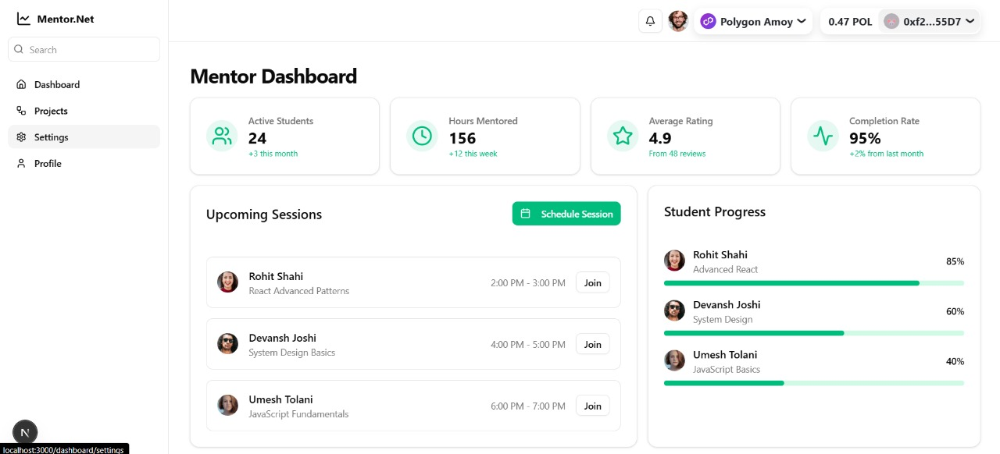 Mentor.Net
Search
Dashboard
Projects
Settings
Profile
Polygon Amoy
0.47 POL
0xf2...55D7
Mentor Dashboard
Active Students
24
+3 this month
Hours Mentored
156
+12 this week
Average Rating
4.9
From 48 reviews
Completion Rate
95%
+2% from last month
Upcoming Sessions
Schedule Session
Rohit Shahi
React Advanced Patterns
2:00 PM - 3:00 PM
Join
Devansh Joshi
System Design Basics
4:00 PM - 5:00 PM
Join
Umesh Tolani
JavaScript Fundamentals
6:00 PM - 7:00 PM
Join
Student Progress
Rohit Shahi
Advanced React
85%
Devansh Joshi
System Design
60%
Umesh Tolani
JavaScript Basics
40%
N
localhost:3000/dashboard/settings